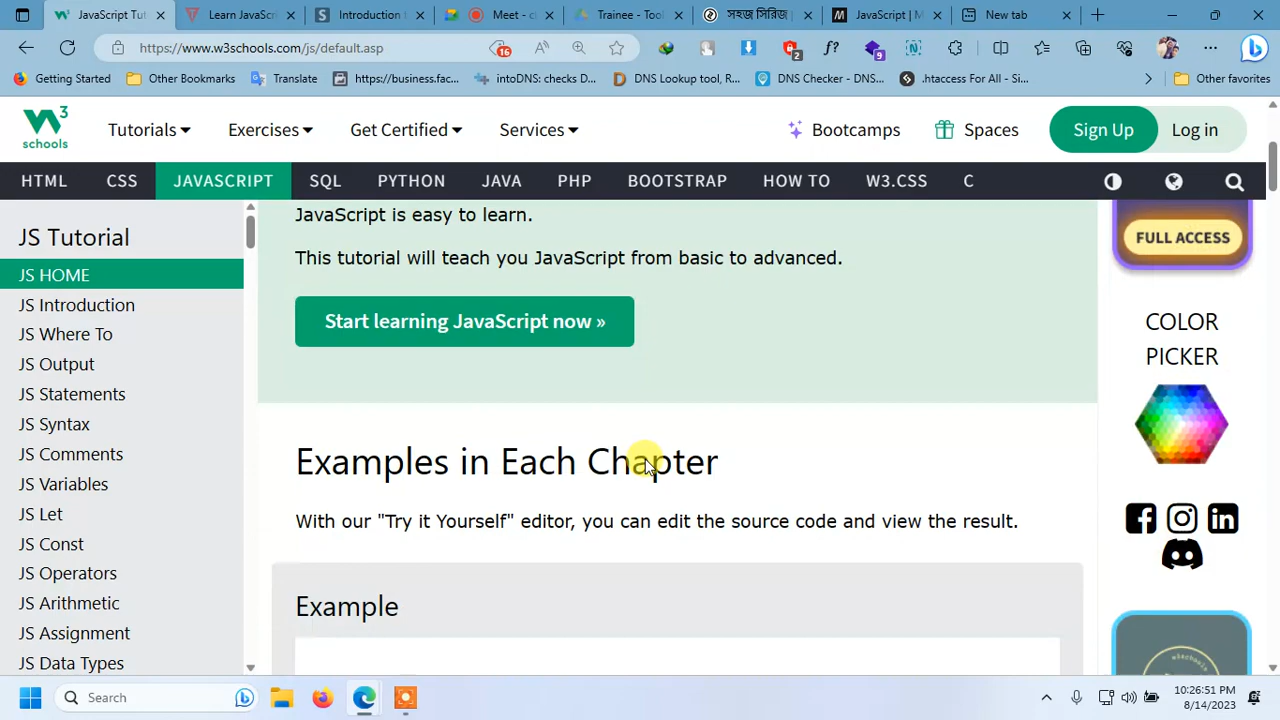 JavaScript Tut
Learn JavaScr
Introduction t
Meet - c
Trainee - Tool
সহজ সিরিজ
JavaScript | M
New tab
https://www.w3schools.com/js/default.asp
16
2
9
Getting Started
Other Bookmarks
Translate
https://business.fac...
intoDNS: checks D...
DNS Lookup tool, R...
DNS Checker - DNS...
.htaccess For All - Si...
Other favorites
W3 schools
Tutorials
Exercises
Get Certified
Services
Bootcamps
Spaces
Sign Up
Log in
HTML
CSS
JAVASCRIPT
SQL
PYTHON
JAVA
PHP
BOOTSTRAP
HOW TO
W3.CSS
C
JS Tutorial
JS HOME
JS Introduction
JS Where To
JS Output
JS Statements
JS Syntax
JS Comments
JS Variables
JS Let
JS Const
JS Operators
JS Arithmetic
JS Assignment
JS Data Types
JavaScript is easy to learn.
This tutorial will teach you JavaScript from basic to advanced.
Start learning JavaScript now »
Examples in Each Chapter
With our "Try it Yourself" editor, you can edit the source code and view the result.
Example
FULL ACCESS
COLOR
PICKER
w3schools
Search
10:26:51 PM
8/14/2023